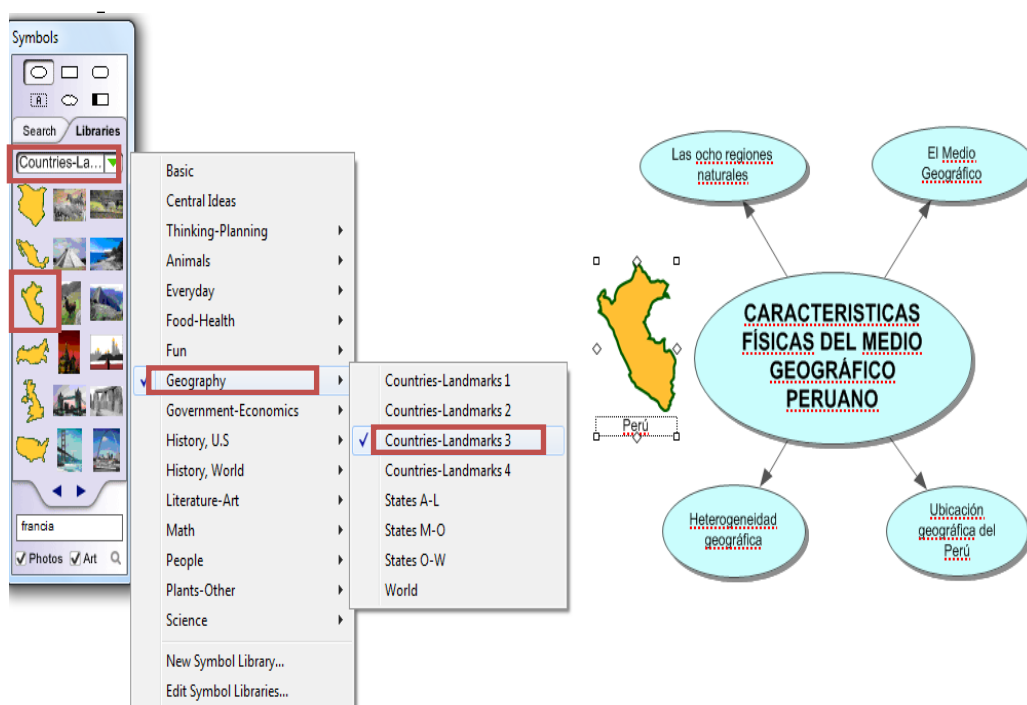 Symbols
A
Search
Libraries
Countries-La...
francia
Photos
Art
Basic
Central Ideas
Thinking-Planning
Animals
Everyday
Food-Health
Fun
Geography
Government-Economics
History, U.S
History, World
Literature-Art
Math
People
Plants-Other
Science
New Symbol Library...
Edit Symbol Libraries...
Countries-Landmarks 1
Countries-Landmarks 2
Countries-Landmarks 3
Countries-Landmarks 4
States A-L
States M-O
States O-W
World
Las ocho regiones
naturales
El Medio
Geográfico
CARACTERISTICAS
FÍSICAS DEL MEDIO
GEOGRÁFICO
PERUANO
Perú
Heterogeneidad
geográfica
Ubicación
geográfica del
Perú